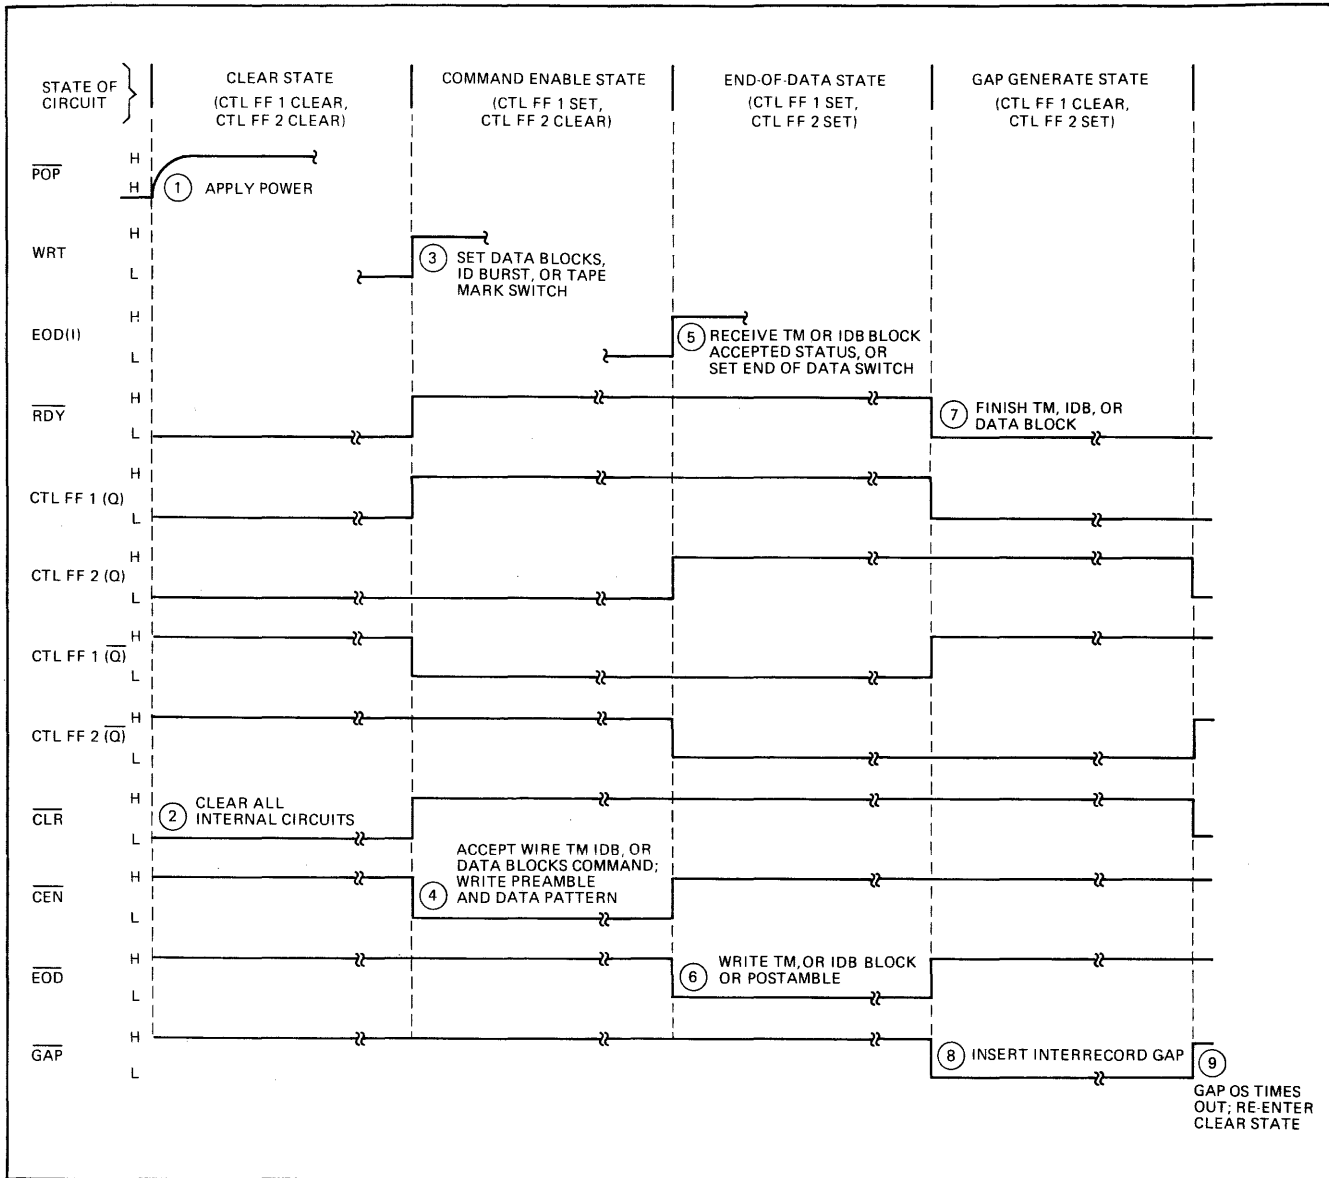 STATE OF
CIRCUIT
CLEAR STATE
(CTL FF 1 CLEAR,
CTL FF 2 CLEAR)
COMMAND ENABLE STATE
(CTL FF 1 SET,
CTL FF 2 CLEAR)
END-OF-DATA STATE
(CTL FF 1 SET,
CTL FF 2 SET)
GAP GENERATE STATE
(CTL FF 1 CLEAR,
CTL FF 2 SET)
POP
H
H
1 APPLY POWER
WRT
H
L
3 SET DATA BLOCKS,
ID BURST, OR TAPE
MARK SWITCH
EOD(I)
H
L
5 RECEIVE TM OR IDB BLOCK
ACCEPTED STATUS, OR
SET END OF DATA SWITCH
RDY
H
L
7 FINISH TM, IDB, OR
DATA BLOCK
CTL FF 1 (Q)
H
L
CTL FF 2 (Q)
H
L
CTL FF 1 (Q)
H
L
CTL FF 2 (Q)
H
L
CLR
H
L
2 CLEAR ALL
INTERNAL CIRCUITS
CEN
H
L
4 ACCEPT WIRE TM IDB, OR
DATA BLOCKS COMMAND;
WRITE PREAMBLE
AND DATA PATTERN
EOD
H
L
6 WRITE TM, OR IDB BLOCK
OR POSTAMBLE
GAP
H
L
8 INSERT INTERRECORD GAP
9
GAP OS TIMES
OUT; RE-ENTER
CLEAR STATE